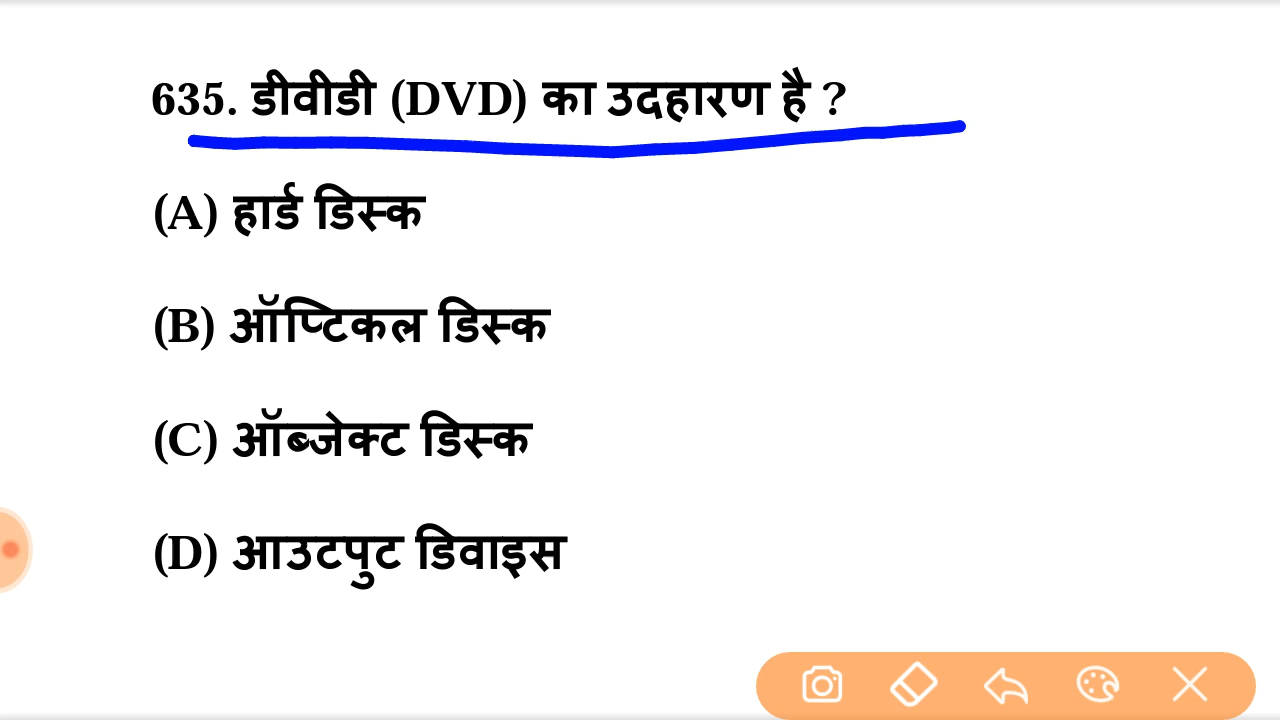 635. डीवीडी (DVD) का उदहारण है ?
(A) हार्ड डिस्क
(B) ऑप्टिकल डिस्क
(C) ऑब्जेक्ट डिस्क
(D) आउटपुट डिवाइस